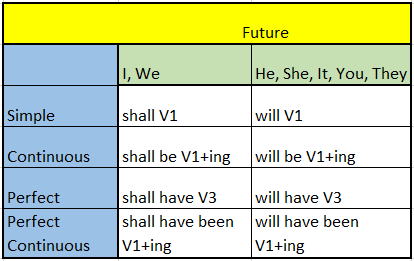 Future
I, We He, She, It, You, They
Simple shall V1 will V1
Continuous shall be V1+ing will be V1+ing
Perfect shall have V3 will have V3
Perfect shall have been will have been
Continuous V1+ing V1+ing